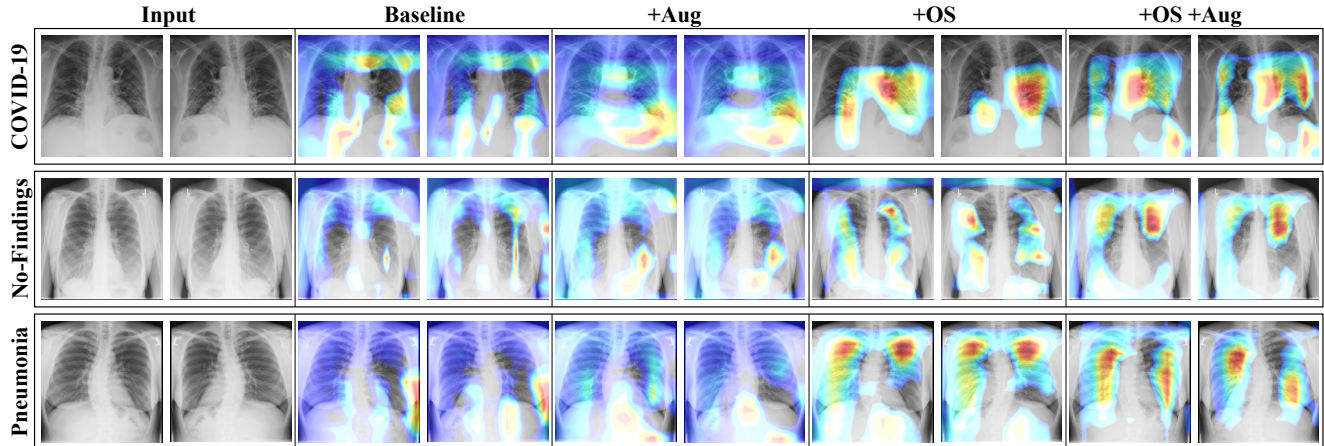 Input Baseline +Aug +OS +OS +Aug
COVID-19
No-Findings
Pneumonia